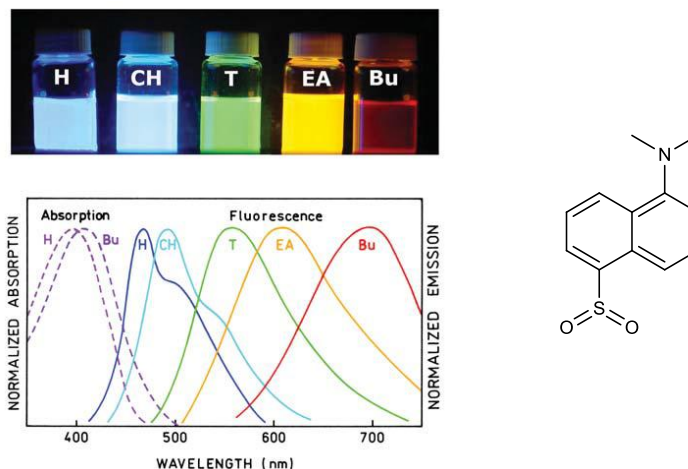 H CH T EA Bu
Absorption Fluorescence
H Bu H CH T EA Bu
NORMALIZED ABSORPTION
NORMALIZED EMISSION
400 500 600 700
WAVELENGTH (nm)
N
S
O O